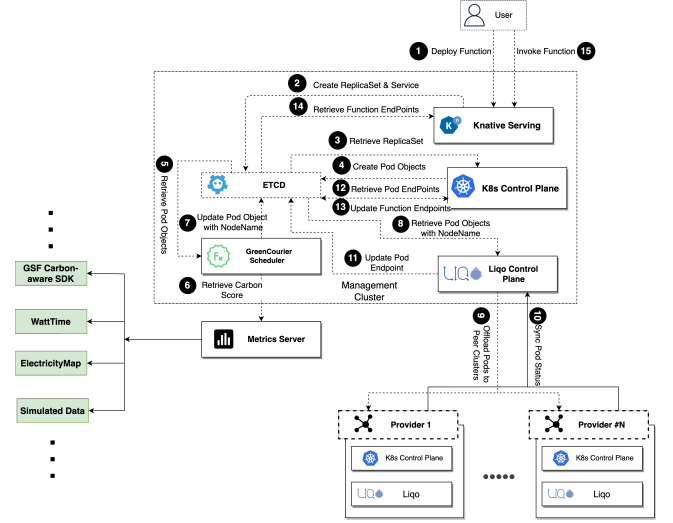 User
1 Deploy Function
Invoke Function 15
2 Create ReplicaSet & Service
14 Retrieve Function EndPoints
Knative Serving
3 Retrieve ReplicaSet
4 Create Pod Objects
K8s Control Plane
12 Retrieve Pod EndPoints
13 Update Function Endpoints
ETCD
5 Retrieve Pod Objects
7 Update Pod Object
with NodeName
8 Retrieve Pod Objects
with NodeName
Fx
GreenCourier
Scheduler
11 Update Pod
Endpoint
LIQO
Liqo Control
Plane
6 Retrieve Carbon
Score
Management
Cluster
GSF Carbon-
aware SDK
WattTime
ElectricityMap
Simulated Data
Metrics Server
9 Offload Pods to
Peer Clusters
10 Sync Pod Status
Provider 1
K8s Control Plane
LIQO
Liqo
Provider #N
K8s Control Plane
LIQO
Liqo